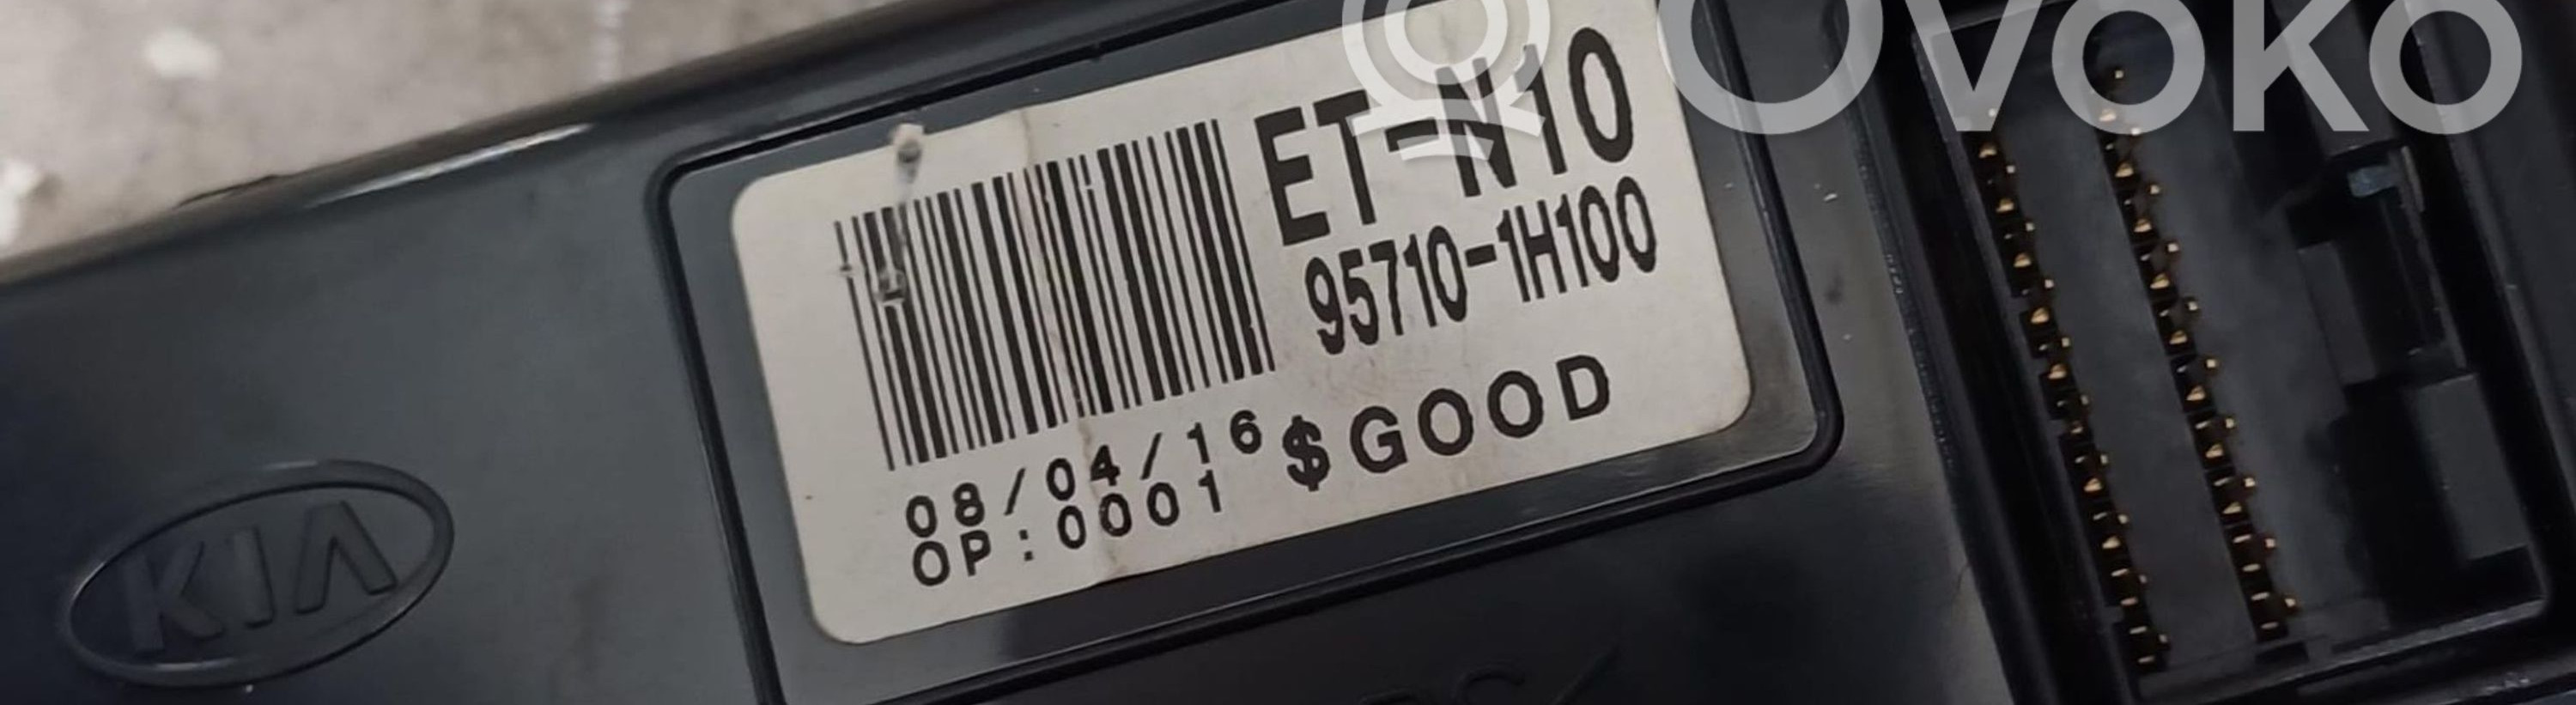 Ovoko
ET-N10
95710-1H100
08/04/16 $GOOD
OP:0001
KIA